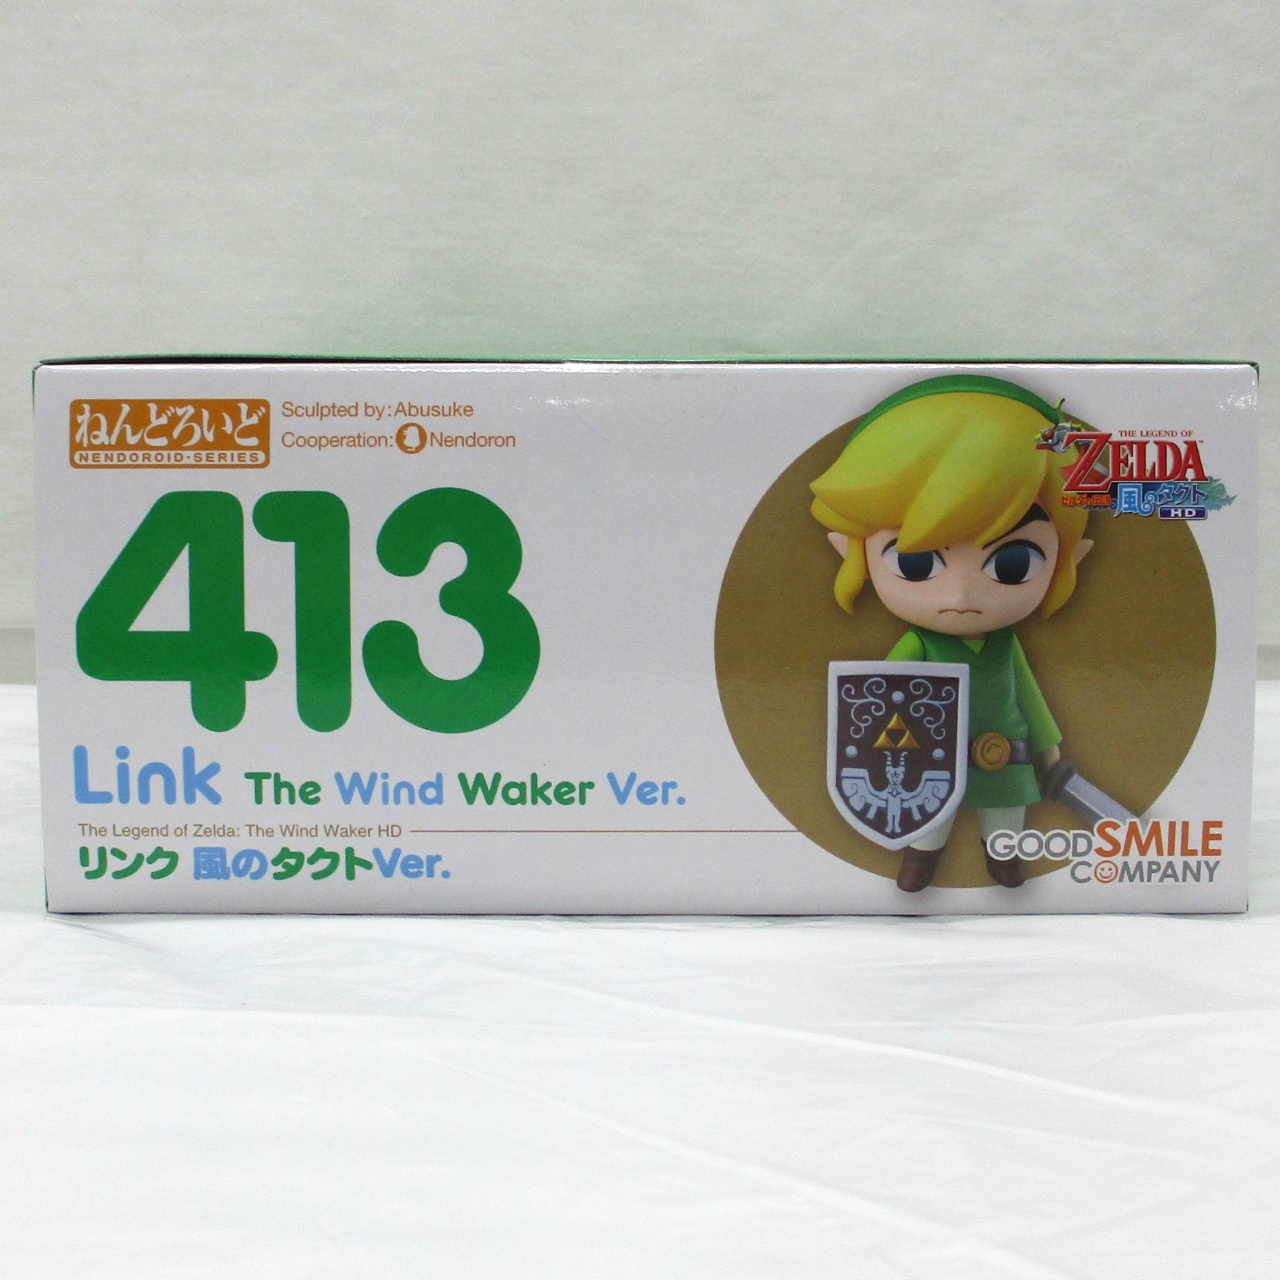 ねんどろいど
NENDOROID-SERIES
Sculpted by: Abusuke
Cooperation: Nendoron
413
Link The Wind Waker Ver.
The Legend of Zelda: The Wind Waker HD
リンク 風のタクトVer.
THE LEGEND OF
ZELDA™
ゼルダの伝説 風のタクト
HD
GOODSMILE
COMPANY